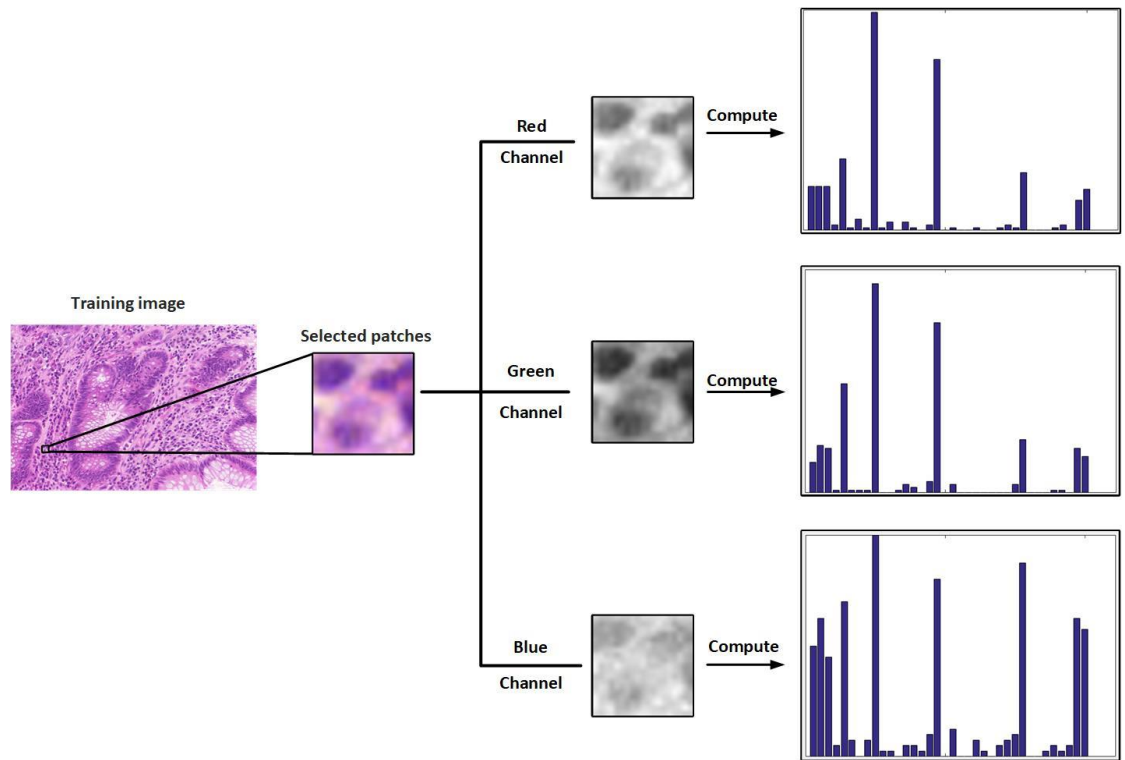 Training image
Selected patches
Red
Channel
Compute
Green
Channel
Compute
Blue
Channel
Compute